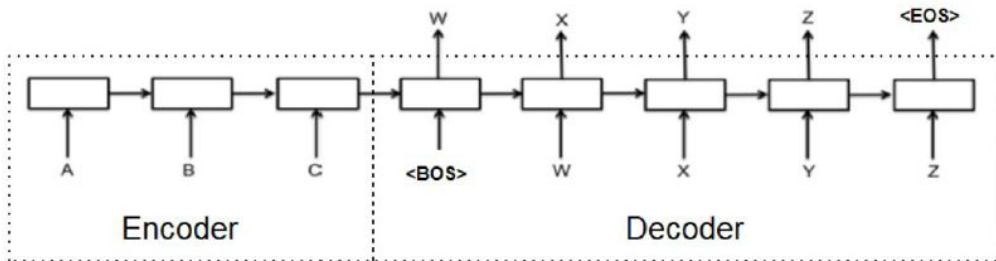 W X Y Z <EOS>
A B C <BOS> W X Y Z
Encoder Decoder